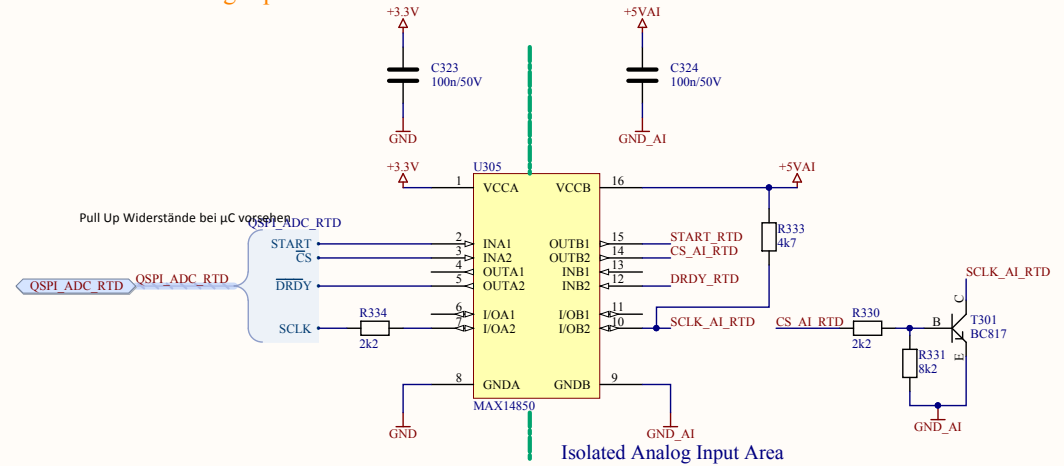 +3.3V
C323
100n/50V
GND
+5VAI
C324
100n/50V
GND_AI
+3.3V
U305
+5VAI
1 VCCA VCCB 16
Pull Up Widerstände bei µC vorsehen
QSPI_ADC_RTD
R333
4k7
START 2 INA1 OUTB1 15 START_RTD
CS 3 INA2 OUTB2 14 CS_AI_RTD
4 OUTA1 INB1 13
QSPI_ADC_RTD QSPI_ADC_RTD DRDY 5 OUTA2 INB2 12 DRDY_RTD
SCLK_AI_RTD
6 I/OA1 I/OB1 11
SCLK R334 7 I/OA2 I/OB2 10 SCLK_AI_RTD CS_AI_RTD R330 B C T301
2k2 2k2 E BC817
R331
8k2
8 GNDA GNDB 9
MAX14850
GND GND_AI GND_AI
Isolated Analog Input Area